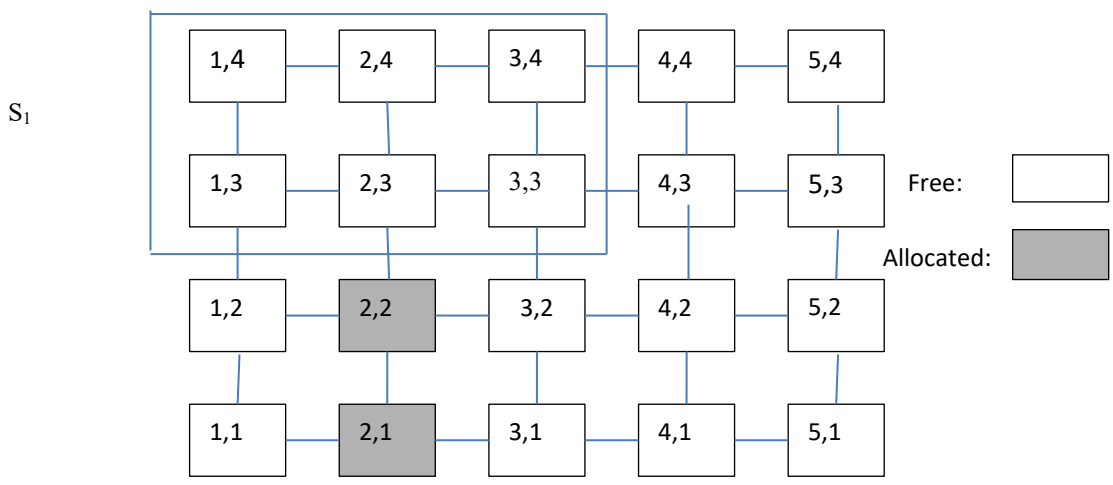 1,4 2,4 3,4 4,4 5,4
S1
1,3 2,3 3,3 4,3 5,3
Free:
Allocated:
1,2 2,2 3,2 4,2 5,2
1,1 2,1 3,1 4,1 5,1